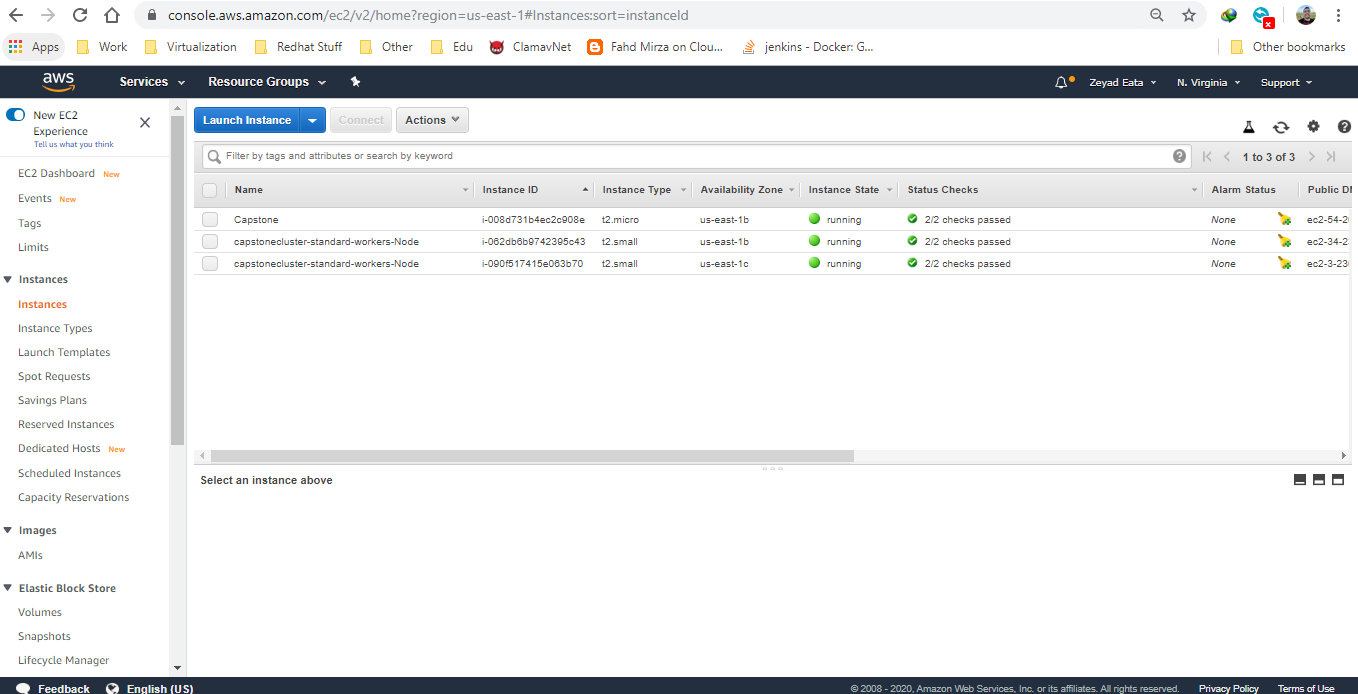 console.aws.amazon.com/ec2/v2/home?region=us-east-1#Instances:sort=instanceId
Apps Work Virtualization Redhat Stuff Other Edu ClamavNet Fahd Mirza on Clou... jenkins - Docker: G... Other bookmarks
aws Services Resource Groups Zeyad Eata N. Virginia Support
New EC2
Experience
Tell us what you think
EC2 Dashboard New
Events New
Tags
Limits
Instances
Instances
Instance Types
Launch Templates
Spot Requests
Savings Plans
Reserved Instances
Dedicated Hosts New
Scheduled Instances
Capacity Reservations
Images
AMIs
Elastic Block Store
Volumes
Snapshots
Lifecycle Manager
Launch Instance Connect Actions
Filter by tags and attributes or search by keyword 1 to 3 of 3
Name Instance ID Instance Type Availability Zone Instance State Status Checks Alarm Status Public DN
Capstone i-008d731b4ec2c908e t2.micro us-east-1b running 2/2 checks passed None ec2-54-2
capstonecluster-standard-workers-Node i-062db6b9742395c43 t2.small us-east-1b running 2/2 checks passed None ec2-34-2
capstonecluster-standard-workers-Node i-090f517415e063b70 t2.small us-east-1c running 2/2 checks passed None ec2-3-23
Select an instance above
Feedback English (US) © 2008 - 2020, Amazon Web Services, Inc. or its affiliates. All rights reserved. Privacy Policy Terms of Use